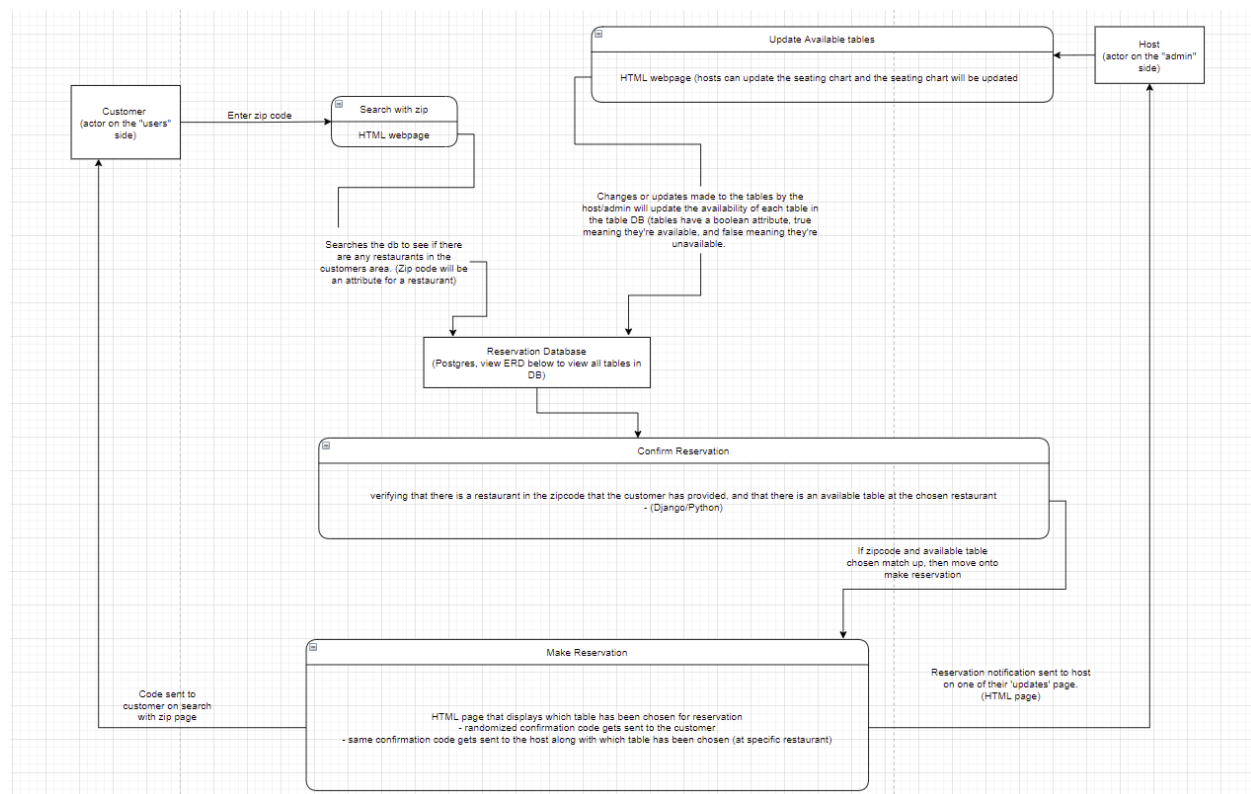 Update Available tables
HTML webpage (hosts can update the seating chart and the seating chart will be updated
Host
(actor on the "admin"
side)
Customer
(actor on the "users"
side)
Enter zip code
Search with zip
HTML webpage
Changes or updates made to the tables by the
host/admin will update the availability of each table in
the table DB (tables have a boolean attribute, true
meaning they're available, and false meaning they're
unavailable.
Searches the db to see if there
are any restaurants in the
customers area. (Zip code will be
an attribute for a restaurant)
Reservation Database
(Postgres, view ERD below to view all tables in
DB)
Confirm Reservation
verifying that there is a restaurant in the zipcode that the customer has provided, and that there is an available table at the chosen restaurant
- (Django/Python)
If zipcode and available table
chosen match up, then move onto
make reservation
Make Reservation
HTML page that displays which table has been chosen for reservation
- randomized confirmation code gets sent to the customer
- same confirmation code gets sent to the host along with which table has been chosen (at specific restaurant)
Code sent to
customer on search
with zip page
Reservation notification sent to host
on one of their 'updates' page.
(HTML page)